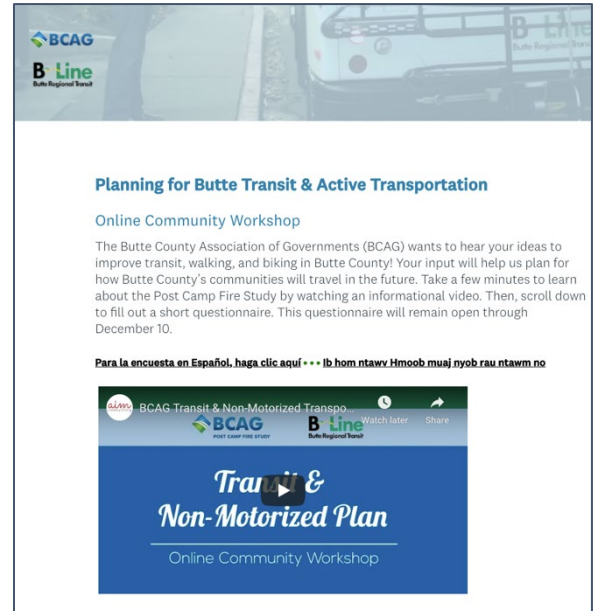 BCAG
B Line
Butte Regional Transit
B Line
Butte Regional Transit
Planning for Butte Transit & Active Transportation
Online Community Workshop
The Butte County Association of Governments (BCAG) wants to hear your ideas to
improve transit, walking, and biking in Butte County! Your input will help us plan for
how Butte County's communities will travel in the future. Take a few minutes to learn
about the Post Camp Fire Study by watching an informational video. Then, scroll down
to fill out a short questionnaire. This questionnaire will remain open through
December 10.
Para la encuesta en Español, haga clic aquí • • • Ib hom ntawv Hmoob muaj nyob rau ntawm no
aim
BCAG Transit & Non-Motorized Transpo...
Watch later
Share
BCAG
POST CAMP FIRE STUDY
B Line
Butte Regional Transit
Transit &
Non-Motorized Plan
Online Community Workshop